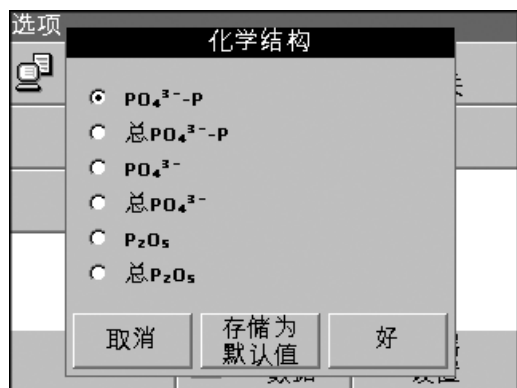 选项
化学结构
PO₄³⁻-P
总PO₄³⁻-P
PO₄³⁻
总PO₄³⁻
P₂O₅
总P₂O₅
取消
存储为
默认值
好